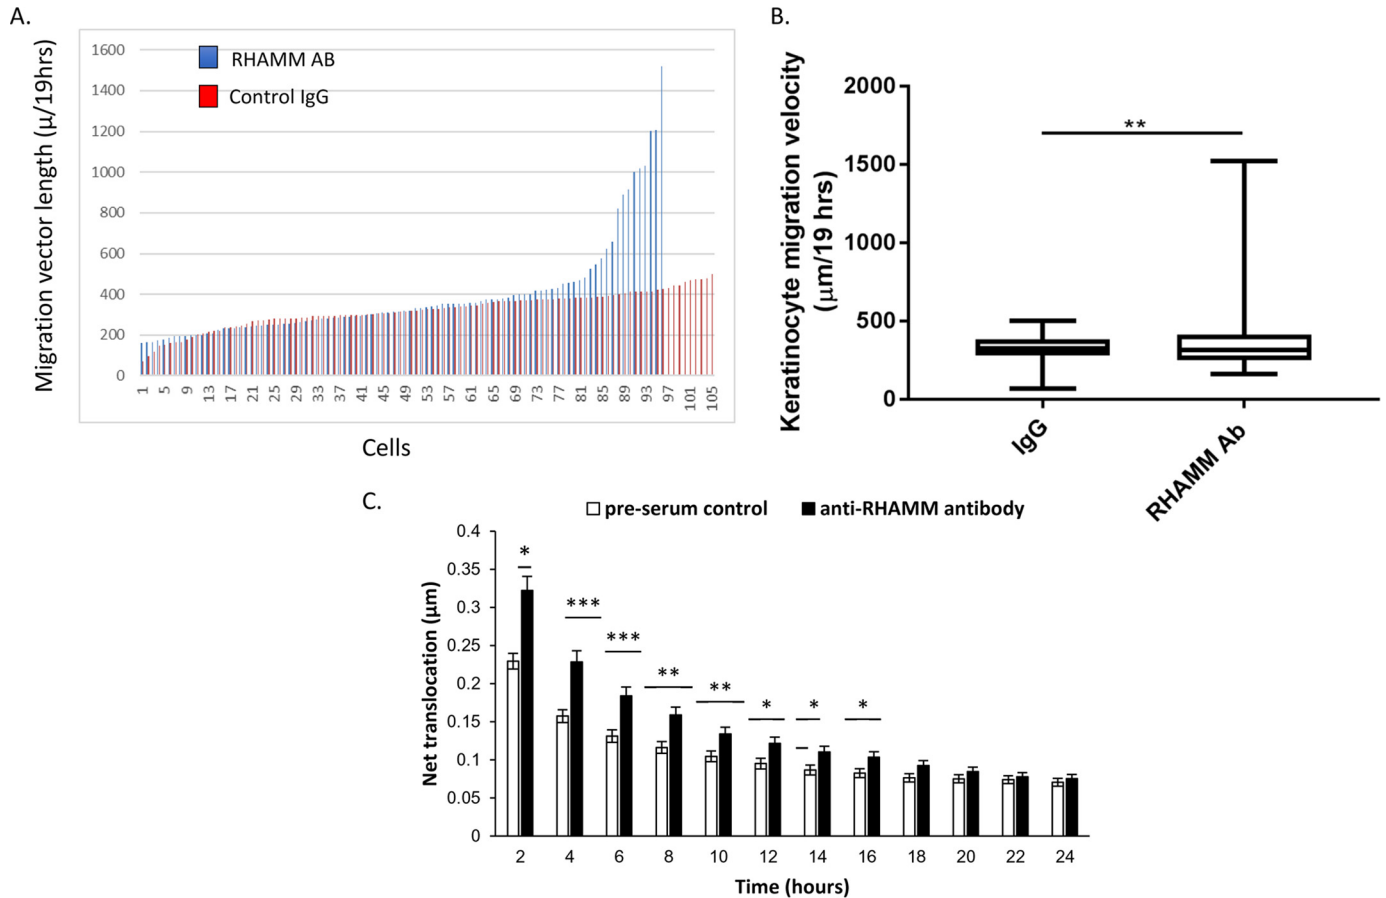 A.
Migration vector length (μ/19hrs)
1600
1400
1200
1000
800
600
400
200
0
RHAMM AB
Control IgG
1 5 9 13 17 21 25 29 33 37 41 45 49 53 57 61 65 69 73 77 81 85 89 93 97 101 105
Cells
B.
Keratinocyte migration velocity
(μm/19 hrs)
2000
1500
1000
500
0
**
IgG
RHAMM Ab
C.
pre-serum control
anti-RHAMM antibody
Net translocation (μm)
0.4
0.35
0.3
0.25
0.2
0.15
0.1
0.05
0
* *** *** ** ** * * *
2 4 6 8 10 12 14 16 18 20 22 24
Time (hours)